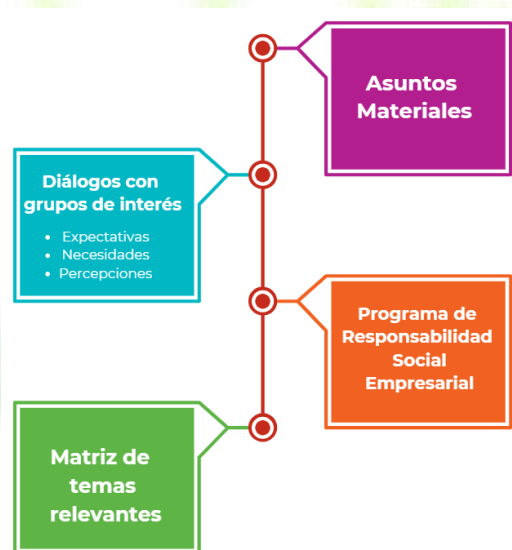 Asuntos
Materiales
Diálogos con
grupos de interés
• Expectativas
• Necesidades
• Percepciones
Programa de
Responsabilidad
Social
Empresarial
Matriz de
temas
relevantes